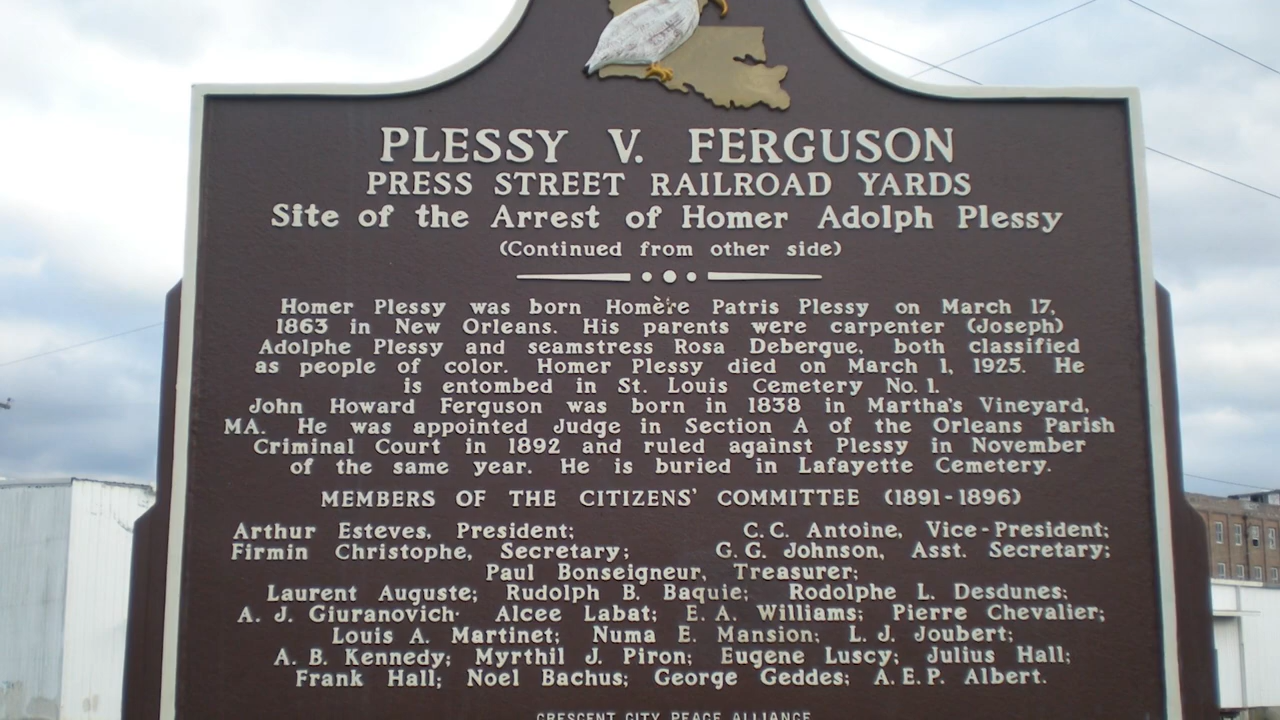 PLESSY V. FERGUSON
PRESS STREET RAILROAD YARDS
Site of the Arrest of Homer Adolph Plessy
(Continued from other side)
Homer Plessy was born Homère Patris Plessy on March 17,
1863 in New Orleans. His parents were carpenter (Joseph)
Adolphe Plessy and seamstress Rosa Debergue, both classified
as people of color. Homer Plessy died on March 1, 1925. He
is entombed in St. Louis Cemetery No. 1.
John Howard Ferguson was born in 1838 in Martha's Vineyard,
MA. He was appointed Judge in Section A of the Orleans Parish
Criminal Court in 1892 and ruled against Plessy in November
of the same year. He is buried in Lafayette Cemetery.
MEMBERS OF THE CITIZENS' COMMITTEE (1891-1896)
Arthur Esteves, President; C.C. Antoine, Vice-President;
Firmin Christophe, Secretary; G.G. Johnson, Asst. Secretary;
Paul Bonseigneur, Treasurer;
Laurent Auguste; Rudolph B. Baquie; Rodolphe L. Desdunes;
A. J. Giuranovich· Alcee Labat; E.A. Williams; Pierre Chevalier;
Louis A. Martinet; Numa E. Mansion; L.J. Joubert;
A.B. Kennedy; Myrthil J. Piron; Eugene Luscy; Julius Hall;
Frank Hall; Noel Bachus; George Geddes; A.E.P. Albert.
CRESCENT CITY PEACE ALLIANCE